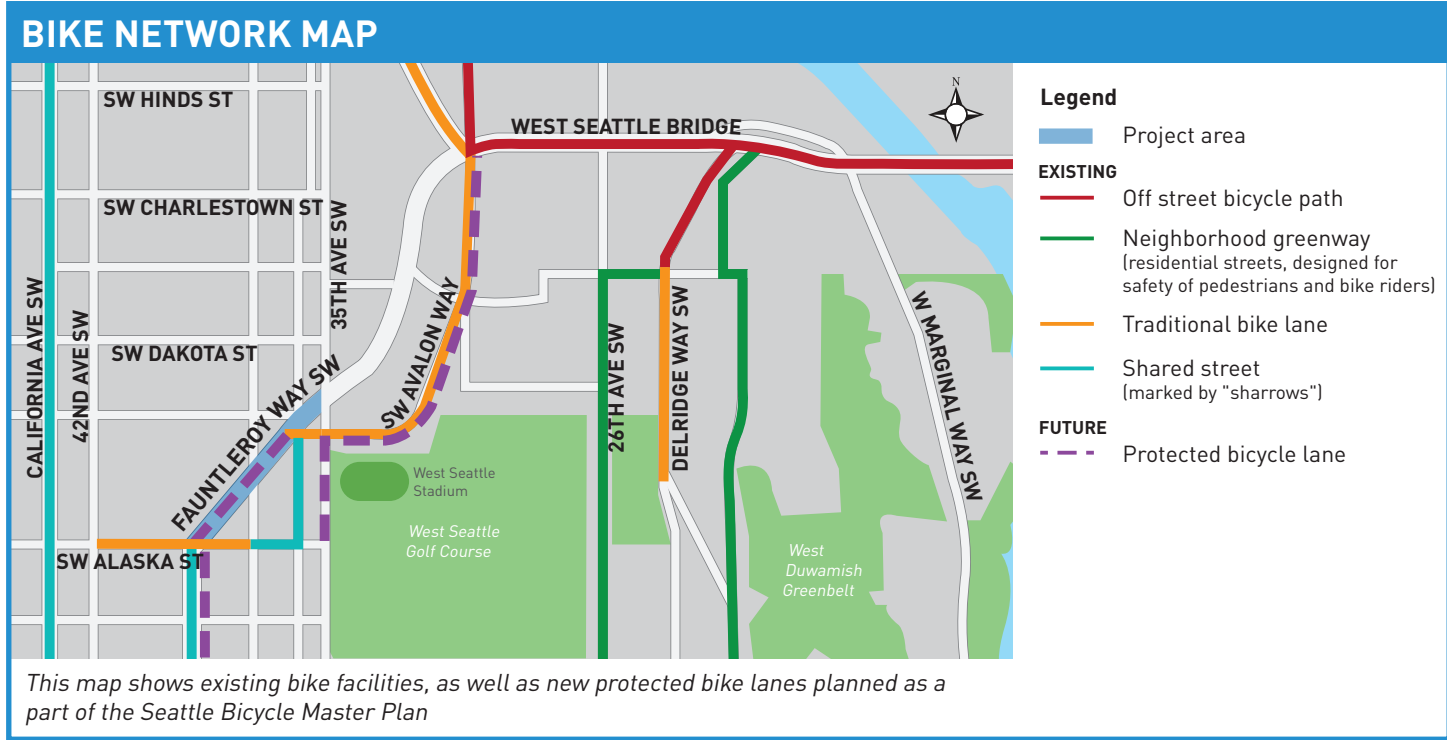 BIKE NETWORK MAP
SW HINDS ST
WEST SEATTLE BRIDGE
N
SW CHARLESTOWN ST
35TH AVE SW
CALIFORNIA AVE SW
42ND AVE SW
SW DAKOTA ST
FAUNTLEROY WAY SW
SW AVALON WAY
26TH AVE SW
DELRIDGE WAY SW
W MARGINAL WAY SW
West Seattle
Stadium
West Seattle
Golf Course
West
Duwamish
Greenbelt
SW ALASKA ST
Legend
Project area
EXISTING
Off street bicycle path
Neighborhood greenway
(residential streets, designed for
safety of pedestrians and bike riders)
Traditional bike lane
Shared street
(marked by "sharrows")
FUTURE
Protected bicycle lane
This map shows existing bike facilities, as well as new protected bike lanes planned as a
part of the Seattle Bicycle Master Plan